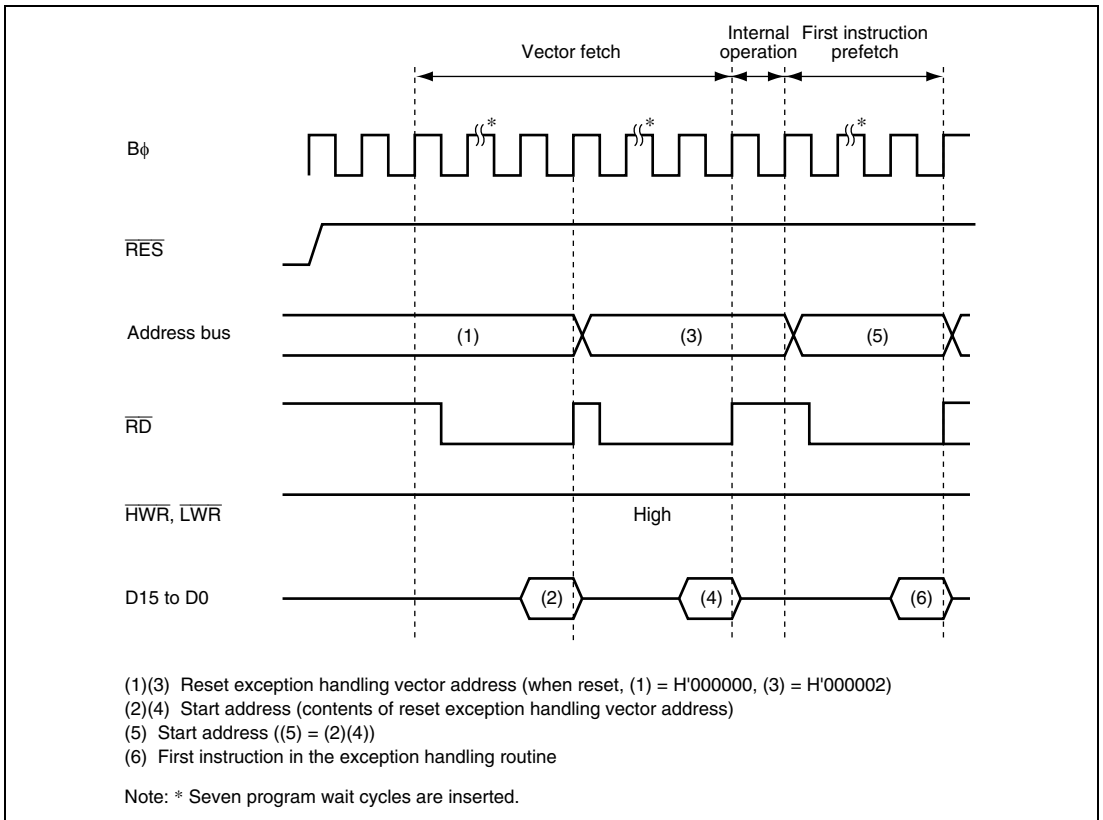 Vector fetch
Internal operation
First instruction prefetch
Bϕ
*
*
*
RES
Address bus
(1)
(3)
(5)
RD
HWR, LWR
High
D15 to D0
(2)
(4)
(6)
(1)(3) Reset exception handling vector address (when reset, (1) = H'000000, (3) = H'000002)
(2)(4) Start address (contents of reset exception handling vector address)
(5) Start address ((5) = (2)(4))
(6) First instruction in the exception handling routine
Note: * Seven program wait cycles are inserted.